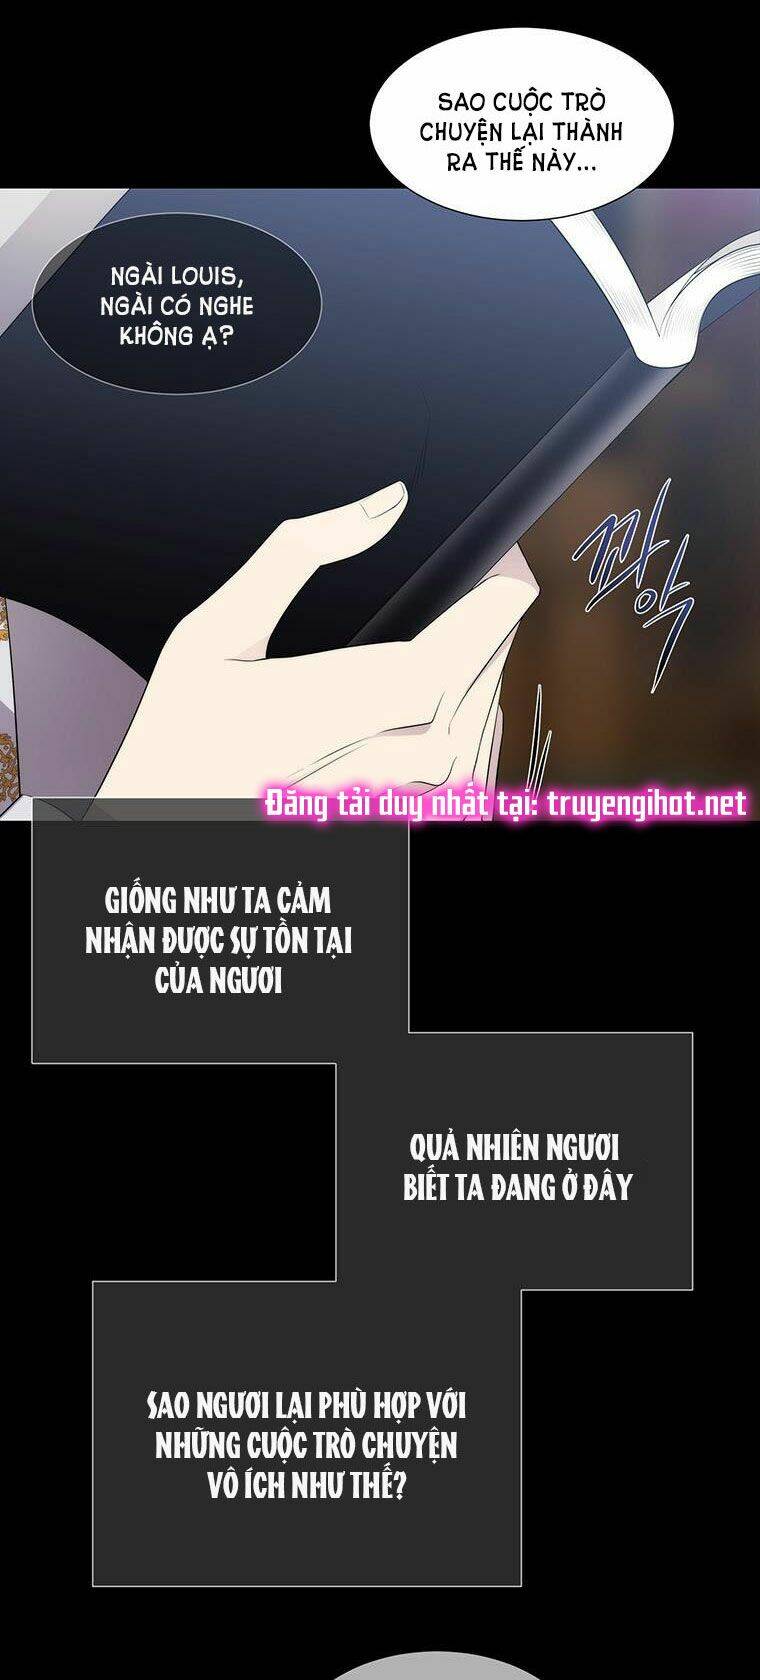 SAO CUỘC TRÒ
CHUYỆN LẠI THÀNH
RA THẾ NÀY...
NGÀI LOUIS,
NGÀI CÓ NGHE
KHÔNG Ạ?
꽈악
Đăng tải duy nhất tại: truyengihot.net
GIỐNG NHƯ TA CẢM
NHẬN ĐƯỢC SỰ TỒN TẠI
CỦA NGƯƠI
QUẢ NHIÊN NGƯƠI
BIẾT TA ĐANG Ở ĐÂY
SAO NGƯƠI LẠI PHÙ HỢP VỚI
NHỮNG CUỘC TRÒ CHUYỆN
VÔ ÍCH NHƯ THẾ?